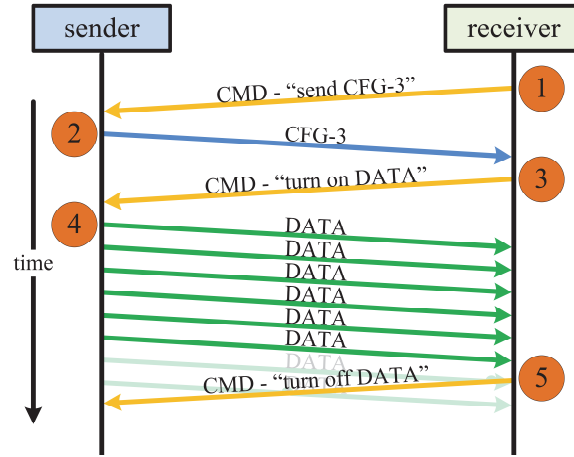 sender
receiver
1
CMD - “send CFG-3”
2
CFG-3
3
CMD - “turn on DATA”
4
DATA
DATA
DATA
DATA
DATA
DATA
DATA
time
CMD - “turn off DATA”
5